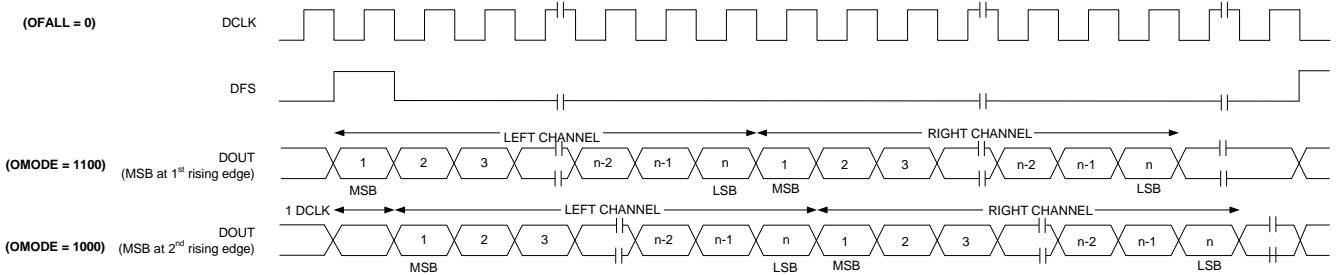 (OFALL = 0) DCLK
DFS
LEFT CHANNEL RIGHT CHANNEL
(OMODE = 1100) DOUT 1 2 3 n-2 n-1 n 1 2 3 n-2 n-1 n
(MSB at 1st rising edge)
MSB LSB MSB LSB
1 DCLK LEFT CHANNEL RIGHT CHANNEL
(OMODE = 1000) DOUT 1 2 3 n-2 n-1 n 1 2 3 n-2 n-1 n
(MSB at 2nd rising edge)
MSB LSB MSB LSB